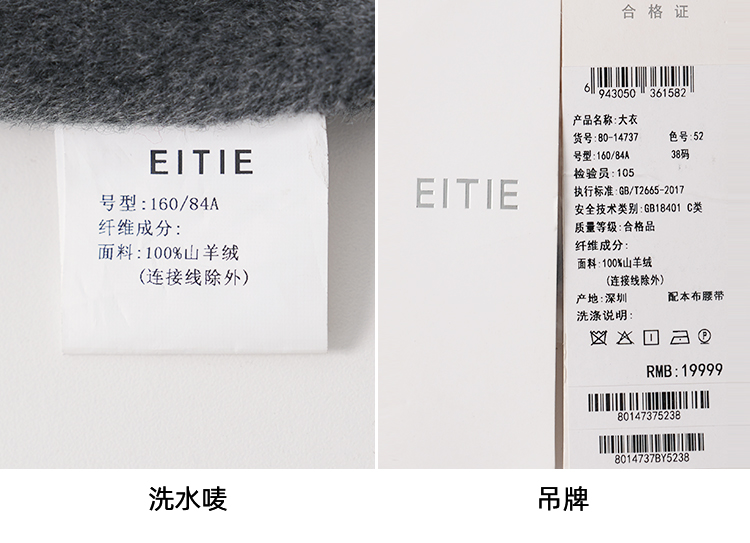 EITIE
号型:160/84A
纤维成分:
面料:100%山羊绒
(连接线除外)
洗水唛
EITIE
合格证
6 943050 361582
产品名称:大衣
货号:80-14737 色号:52
号型:160/84A 38码
检验员:105
执行标准:GB/T2665-2017
安全技术类别:GB18401 C类
质量等级:合格品
纤维成分:
面料:100%山羊绒
(连接线除外)
产地:深圳 配本布腰带
洗涤说明:
RMB:19999
80147375238
8014737BY5238
吊牌